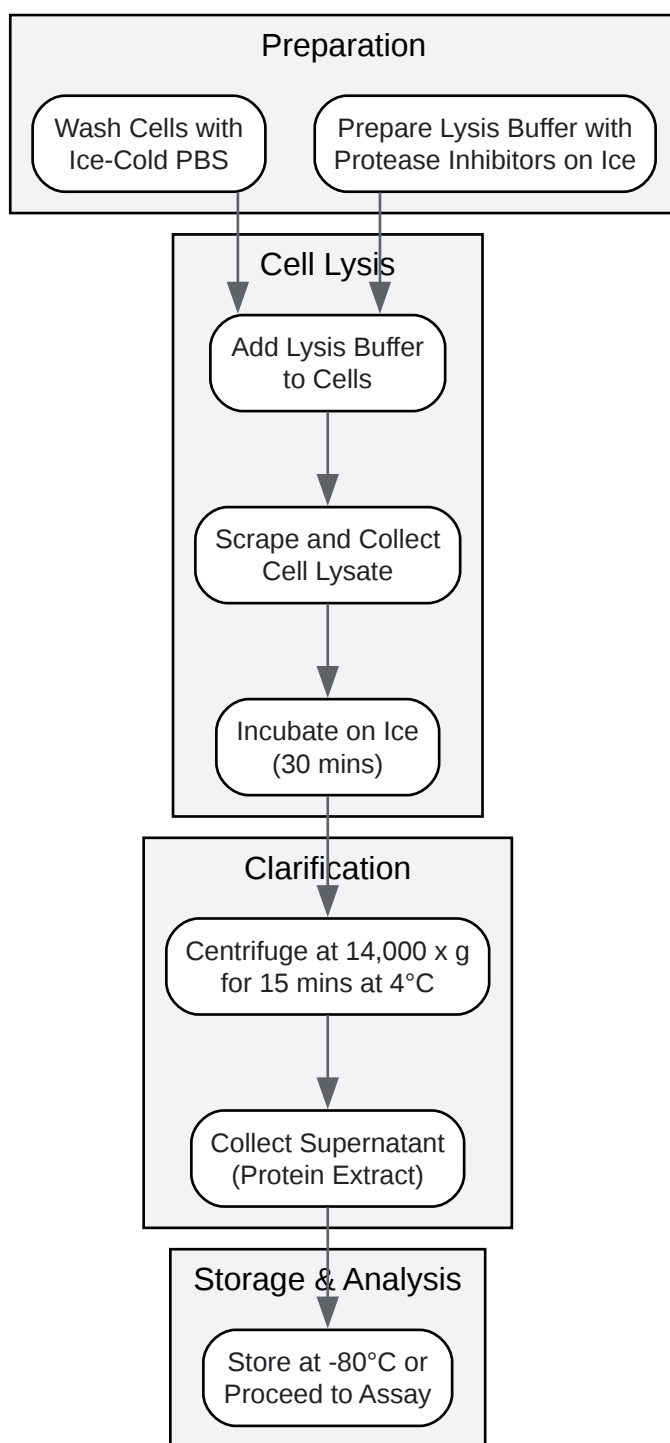 Preparation
Wash Cells with
Ice-Cold PBS
Prepare Lysis Buffer with
Protease Inhibitors on Ice
Cell Lysis
Add Lysis Buffer
to Cells
Scrape and Collect
Cell Lysate
Incubate on Ice
(30 mins)
Clarification
Centrifuge at 14,000 x g
for 15 mins at 4°C
Collect Supernatant
(Protein Extract)
Storage & Analysis
Store at -80°C or
Proceed to Assay